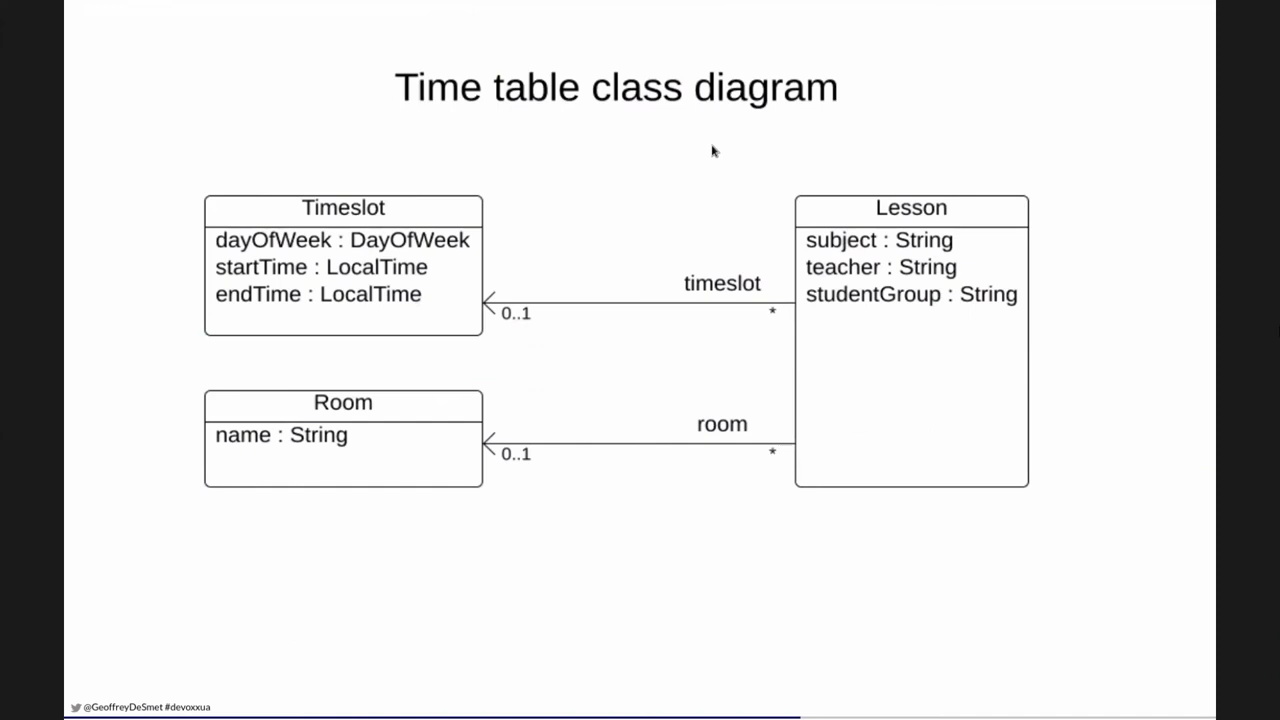 Time table class diagram
Timeslot
dayOfWeek : DayOfWeek
startTime : LocalTime
endTime : LocalTime
timeslot
0..1
*
Lesson
subject : String
teacher : String
studentGroup : String
Room
name : String
room
0..1
*
@GeoffreyDeSmet #devoxxua